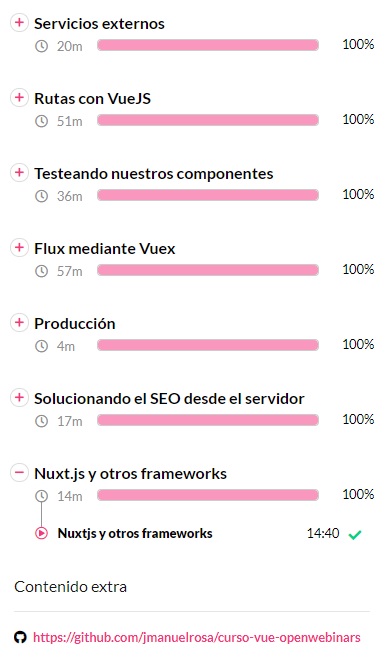 Servicios externos
20m 100%
Rutas con VueJS
51m 100%
Testeando nuestros componentes
36m 100%
Flux mediante Vuex
57m 100%
Producción
4m 100%
Solucionando el SEO desde el servidor
17m 100%
Nuxt.js y otros frameworks
14m 100%
Nuxtjs y otros frameworks 14:40
Contenido extra
https://github.com/jmanuelrosa/curso-vue-openwebinars